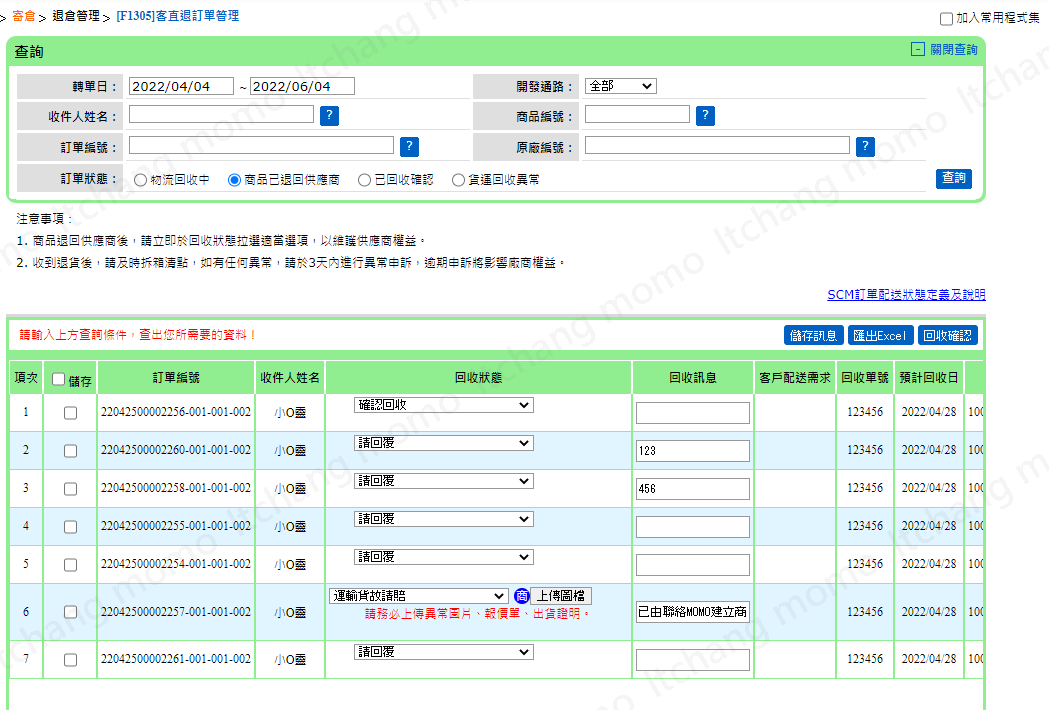 > 寄倉 > 退倉管理 > [F1305]客直退訂單管理
加入常用程式集
查詢
- 關閉查詢
轉單日： 2022/04/04 ~ 2022/06/04 開發通路： 全部
收件人姓名： ? 商品編號： ?
訂單編號： ? 原廠編號： ?
訂單狀態： 物流回收中 商品已退回供應商 已回收確認 貨運回收異常 查詢
注意事項：
1. 商品退回供應商後，請立即於回收狀態拉選適當選項，以維護供應商權益。
2. 收到退貨後，請及時拆箱清點，如有任何異常，請於3天內進行異常申訴，逾期申訴將影響廠商權益。
SCM訂單配送狀態定義及說明
請輸入上方查詢條件，查出您所需要的資料！ 儲存訊息 匯出Excel 回收確認
項次 儲存 訂單編號 收件人姓名 回收狀態 回收訊息 客戶配送需求 回收單號 預計回收日
1 22042500002256-001-001-002 小O靈 確認回收 123456 2022/04/28 100
2 22042500002260-001-001-002 小O靈 請回覆 123 123456 2022/04/28 100
3 22042500002258-001-001-002 小O靈 請回覆 456 123456 2022/04/28 100
4 22042500002255-001-001-002 小O靈 請回覆 123456 2022/04/28 100
5 22042500002254-001-001-002 小O靈 請回覆 123456 2022/04/28 100
6 22042500002257-001-001-002 小O靈 運輸貨故請賠 商 上傳圖檔 已由聯絡MOMO建立商 123456 2022/04/28 100
請務必上傳異常圖片、報價單、出貨證明。
7 22042500002261-001-001-002 小O靈 請回覆 123456 2022/04/28 100